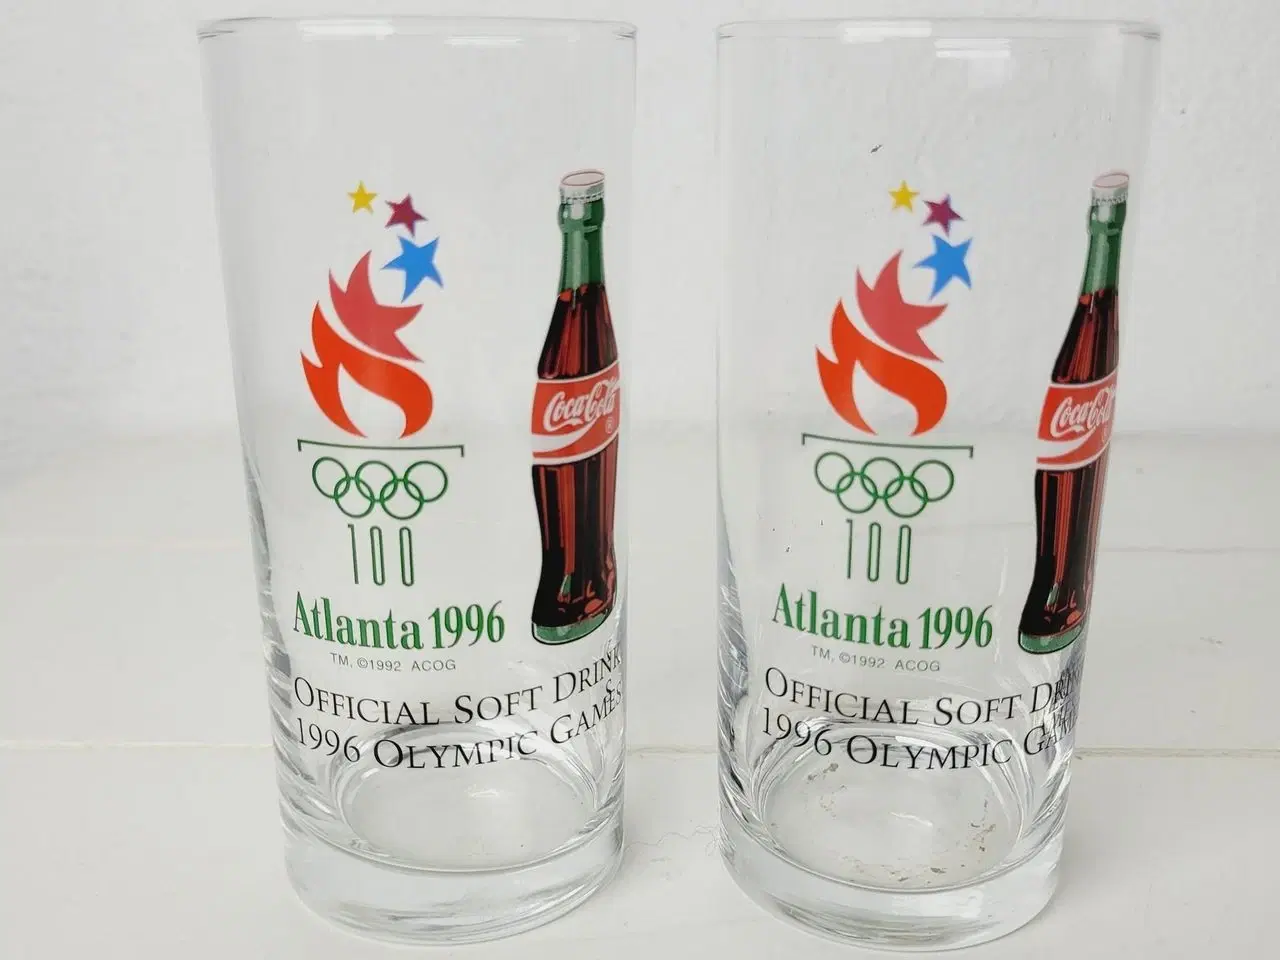 Coca-Cola
®
100
Atlanta 1996
TM, ©1992 ACOG
OFFICIAL SOFT DRINK
1996 OLYMPIC GAMES
Coca-Cola
®
100
Atlanta 1996
TM, ©1992 ACOG
OFFICIAL SOFT
1996 OLYMPIC